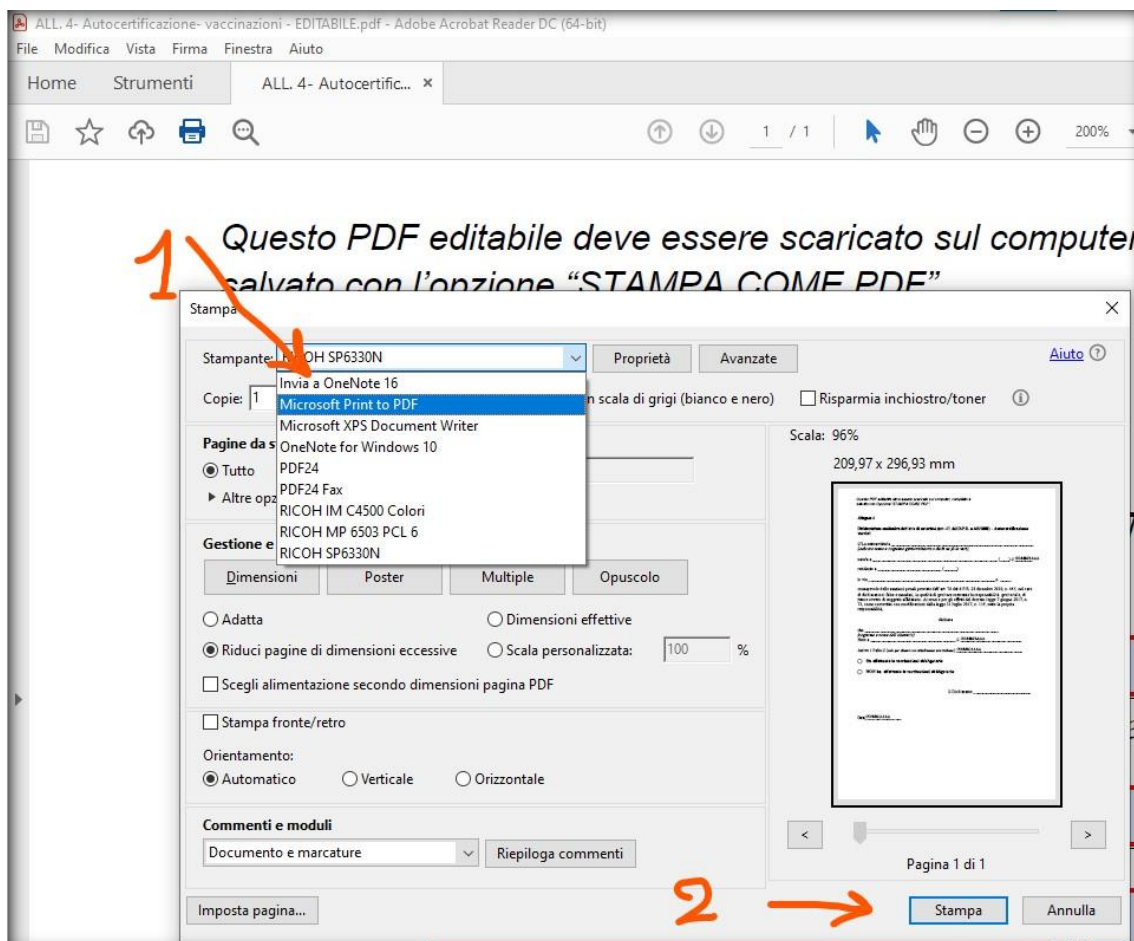 ALL. 4- Autocertificazione- vaccinazioni - EDITABILE.pdf - Adobe Acrobat Reader DC (64-bit)
File Modifica Vista Firma Finestra Aiuto
Home Strumenti ALL. 4- Autocertific... ×
1 / 1 200%
Questo PDF editabile deve essere scaricato sul computer
salvato con l'opzione "STAMPA COME PDF"
1
Stampa
Stampante: RICOH SP6330N Proprietà Avanzate Aiuto
Invia a OneNote 16
Copie: 1 Microsoft Print to PDF n scala di grigi (bianco e nero) Risparmia inchiostro/toner
Microsoft XPS Document Writer
Pagine da s OneNote for Windows 10 Scala: 96%
209,97 x 296,93 mm
Tutto PDF24
PDF24 Fax
Altre opz
RICOH IM C4500 Colori
RICOH MP 6503 PCL 6
Gestione e RICOH SP6330N
Dimensioni Poster Multiple Opuscolo
Adatta Dimensioni effettive
Riduci pagine di dimensioni eccessive Scala personalizzata: 100 %
Scegli alimentazione secondo dimensioni pagina PDF
Stampa fronte/retro
Orientamento:
Automatico Verticale Orizzontale
Commenti e moduli
Documento e marcature Riepiloga commenti
< >
Pagina 1 di 1
2
Imposta pagina... Stampa Annulla